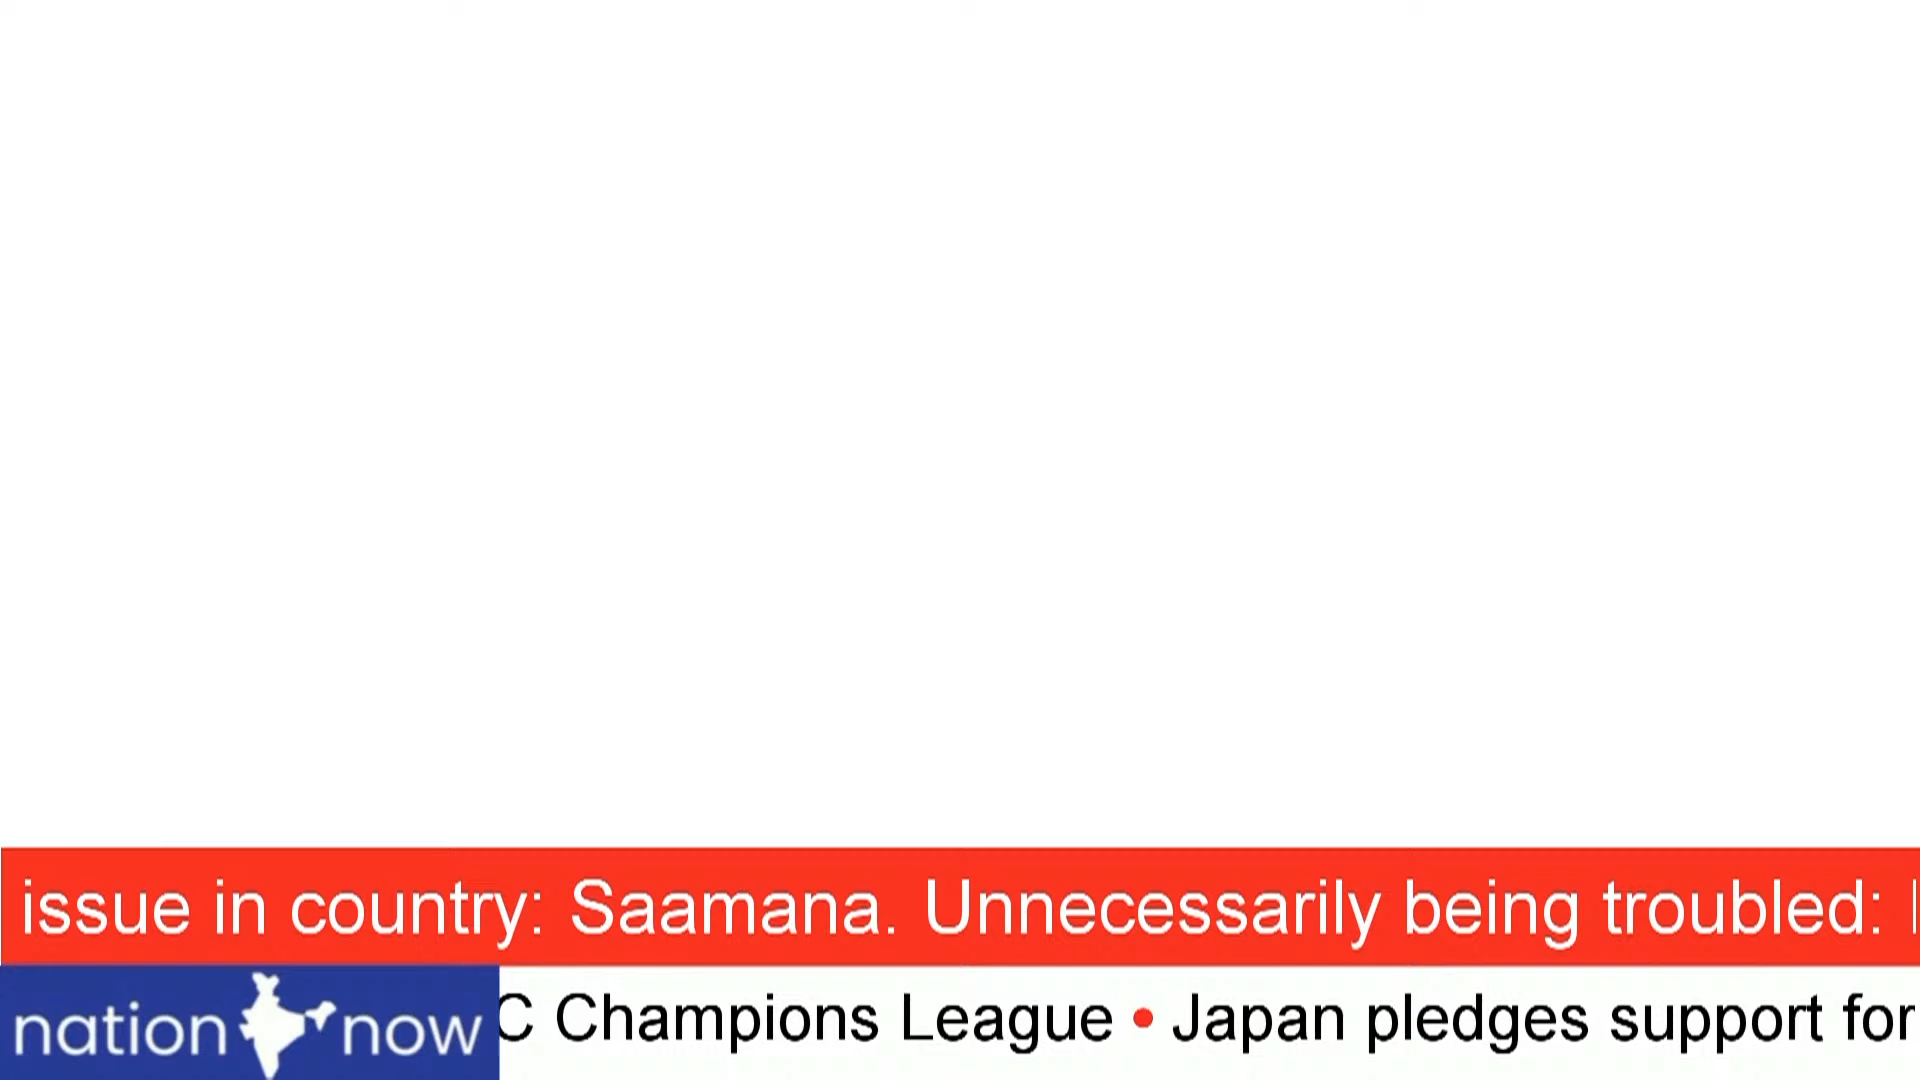 issue in country: Saamana. Unnecessarily being troubled:
nation now
C Champions League • Japan pledges support for